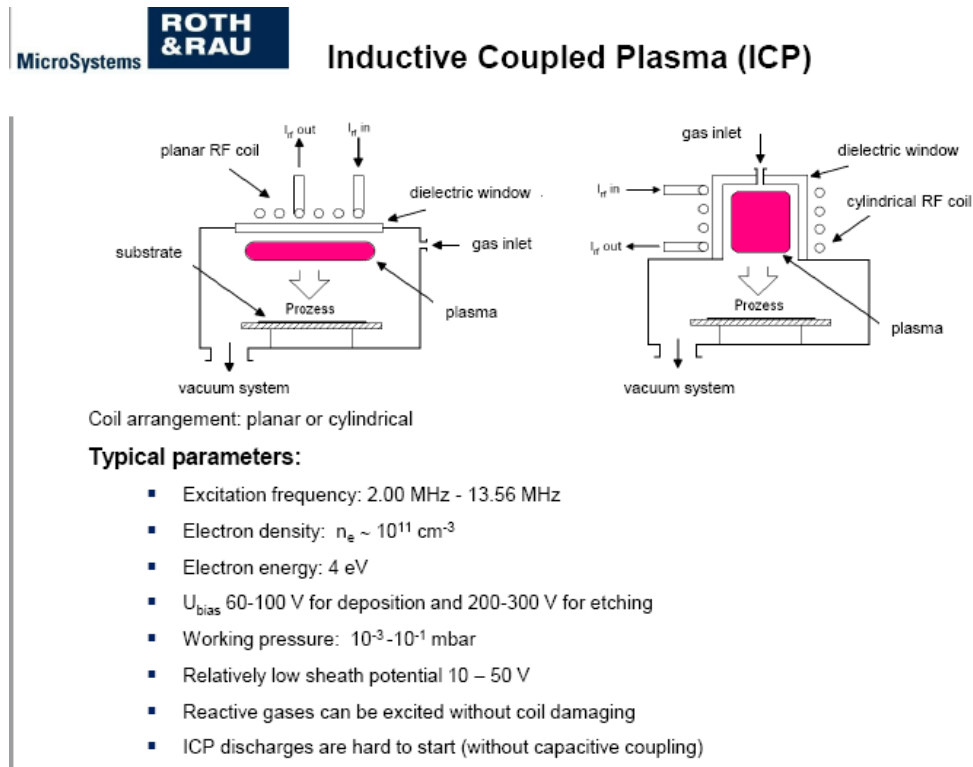 ROTH
&RAU
MicroSystems
Inductive Coupled Plasma (ICP)
I_rf out
I_rf in
planar RF coil
dielectric window
substrate
gas inlet
Prozess
plasma
vacuum system
gas inlet
dielectric window
I_rf in
cylindrical RF coil
I_rf out
Prozess
plasma
vacuum system
Coil arrangement: planar or cylindrical
Typical parameters:
▪ Excitation frequency: 2.00 MHz - 13.56 MHz
▪ Electron density: nₑ ~ 10¹¹ cm⁻³
▪ Electron energy: 4 eV
▪ U_bias 60-100 V for deposition and 200-300 V for etching
▪ Working pressure: 10⁻³-10⁻¹ mbar
▪ Relatively low sheath potential 10 – 50 V
▪ Reactive gases can be excited without coil damaging
▪ ICP discharges are hard to start (without capacitive coupling)